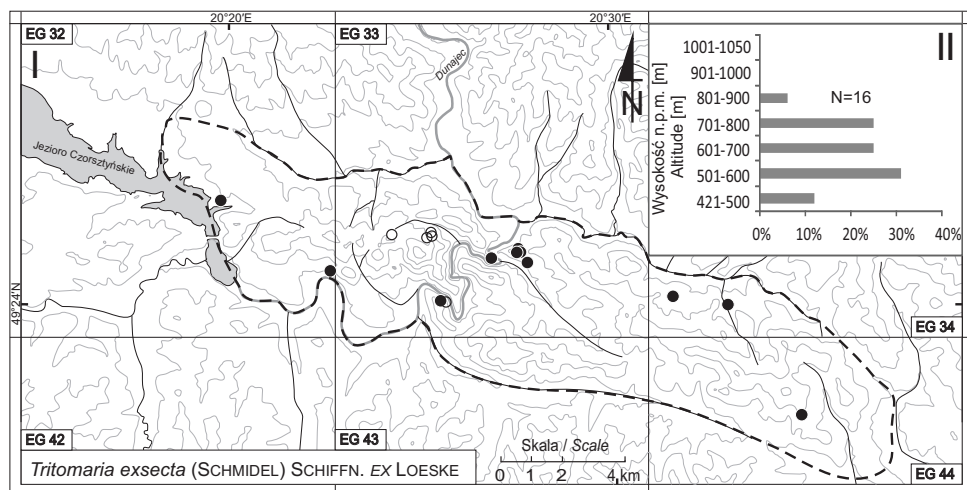 20°20'E
20°30'E
EG 32
EG 33
I
II
Dunajec
N
Jezioro Czorsztyńskie
49°24'N
Wysokość n.p.m. [m]
Altitude [m]
1001-1050
901-1000
801-900
701-800
601-700
501-600
421-500
N=16
0% 10% 20% 30% 40%
EG 34
EG 42
EG 43
EG 44
Skala / Scale
0 1 2 4 km
Tritomaria exsecta (SCHMIDEL) SCHIFFN. EX LOESKE